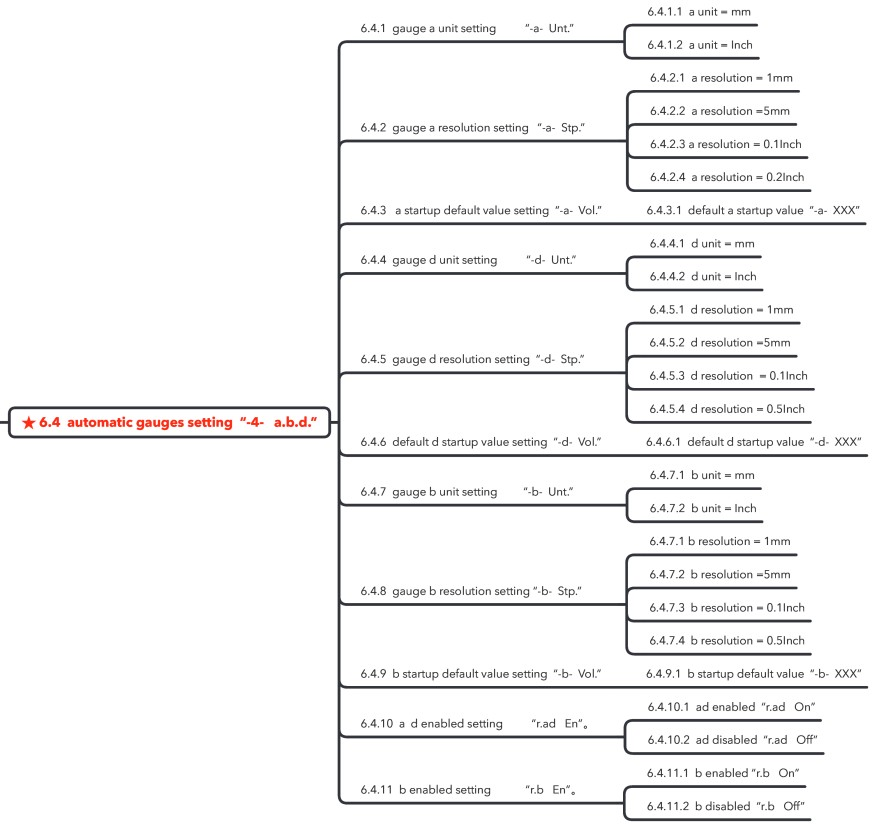 ★ 6.4 automatic gauges setting “-4- a.b.d.”
6.4.1 gauge a unit setting “-a- Unt.”
6.4.1.1 a unit = mm
6.4.1.2 a unit = Inch
6.4.2 gauge a resolution setting “-a- Stp.”
6.4.2.1 a resolution = 1mm
6.4.2.2 a resolution =5mm
6.4.2.3 a resolution = 0.1Inch
6.4.2.4 a resolution = 0.2Inch
6.4.3 a startup default value setting “-a- Vol.”
6.4.3.1 default a startup value “-a- XXX”
6.4.4 gauge d unit setting “-d- Unt.”
6.4.4.1 d unit = mm
6.4.4.2 d unit = Inch
6.4.5 gauge d resolution setting “-d- Stp.”
6.4.5.1 d resolution = 1mm
6.4.5.2 d resolution =5mm
6.4.5.3 d resolution = 0.1Inch
6.4.5.4 d resolution = 0.5Inch
6.4.6 default d startup value setting “-d- Vol.”
6.4.6.1 default d startup value “-d- XXX”
6.4.7 gauge b unit setting “-b- Unt.”
6.4.7.1 b unit = mm
6.4.7.2 b unit = Inch
6.4.8 gauge b resolution setting “-b- Stp.”
6.4.7.1 b resolution = 1mm
6.4.7.2 b resolution =5mm
6.4.7.3 b resolution = 0.1Inch
6.4.7.4 b resolution = 0.5Inch
6.4.9 b startup default value setting “-b- Vol.”
6.4.9.1 b startup default value “-b- XXX”
6.4.10 a d enabled setting “r.ad En”。
6.4.10.1 ad enabled “r.ad On”
6.4.10.2 ad disabled “r.ad Off”
6.4.11 b enabled setting “r.b En”。
6.4.11.1 b enabled “r.b On”
6.4.11.2 b disabled “r.b Off”